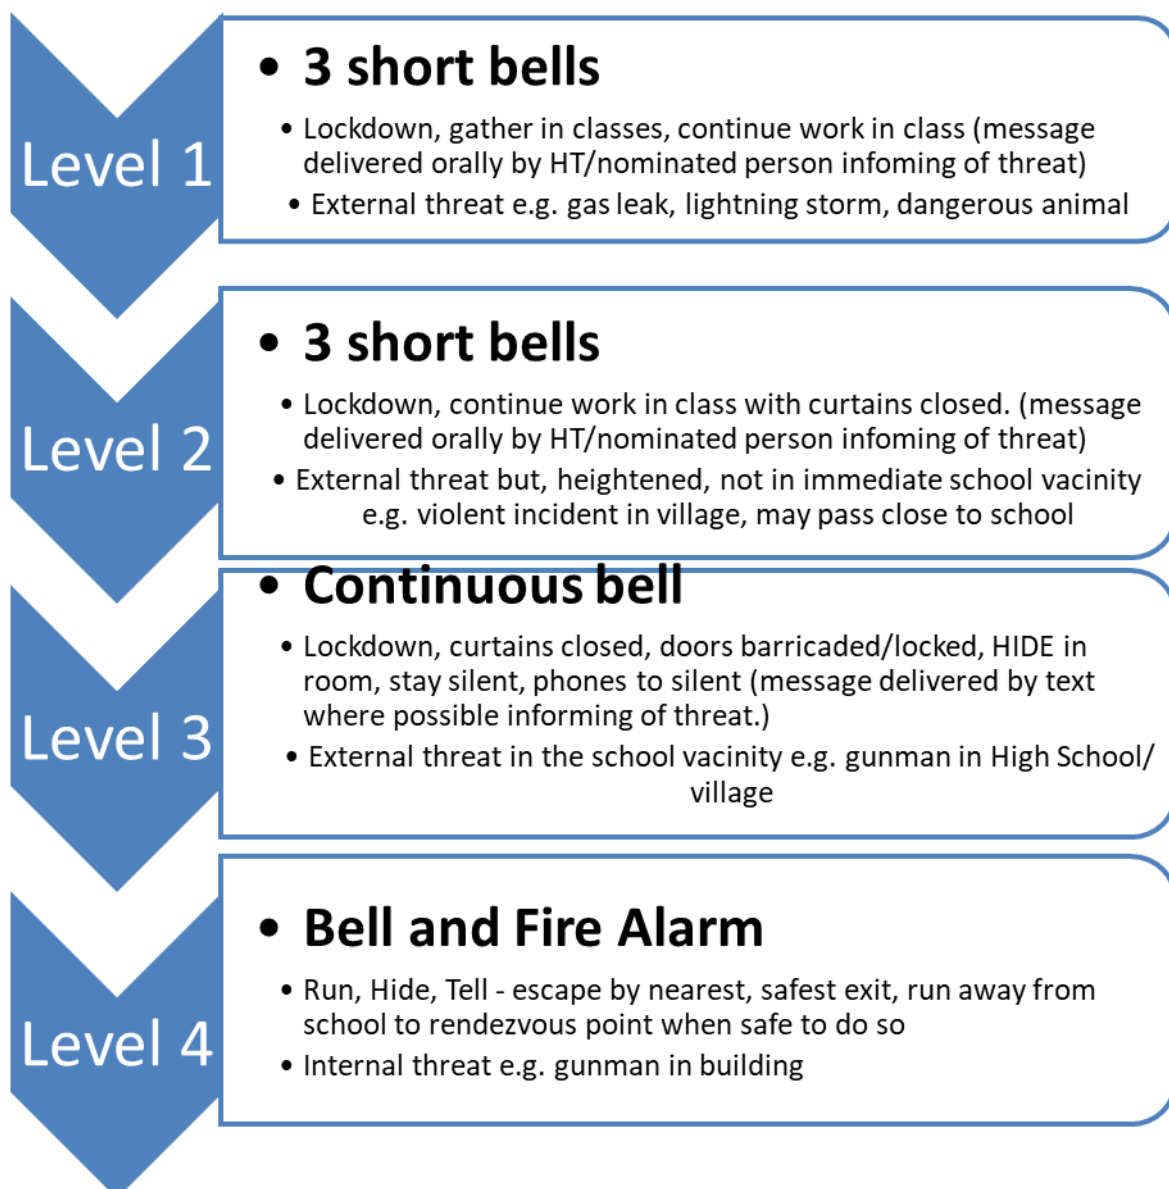 Level 1
• 3 short bells
• Lockdown, gather in classes, continue work in class (message
delivered orally by HT/nominated person infoming of threat)
• External threat e.g. gas leak, lightning storm, dangerous animal
Level 2
• 3 short bells
• Lockdown, continue work in class with curtains closed. (message
delivered orally by HT/nominated person infoming of threat)
• External threat but, heightened, not in immediate school vacinity
e.g. violent incident in village, may pass close to school
Level 3
• Continuous bell
• Lockdown, curtains closed, doors barricaded/locked, HIDE in
room, stay silent, phones to silent (message delivered by text
where possible informing of threat.)
• External threat in the school vacinity e.g. gunman in High School/
village
Level 4
• Bell and Fire Alarm
• Run, Hide, Tell - escape by nearest, safest exit, run away from
school to rendezvous point when safe to do so
• Internal threat e.g. gunman in building